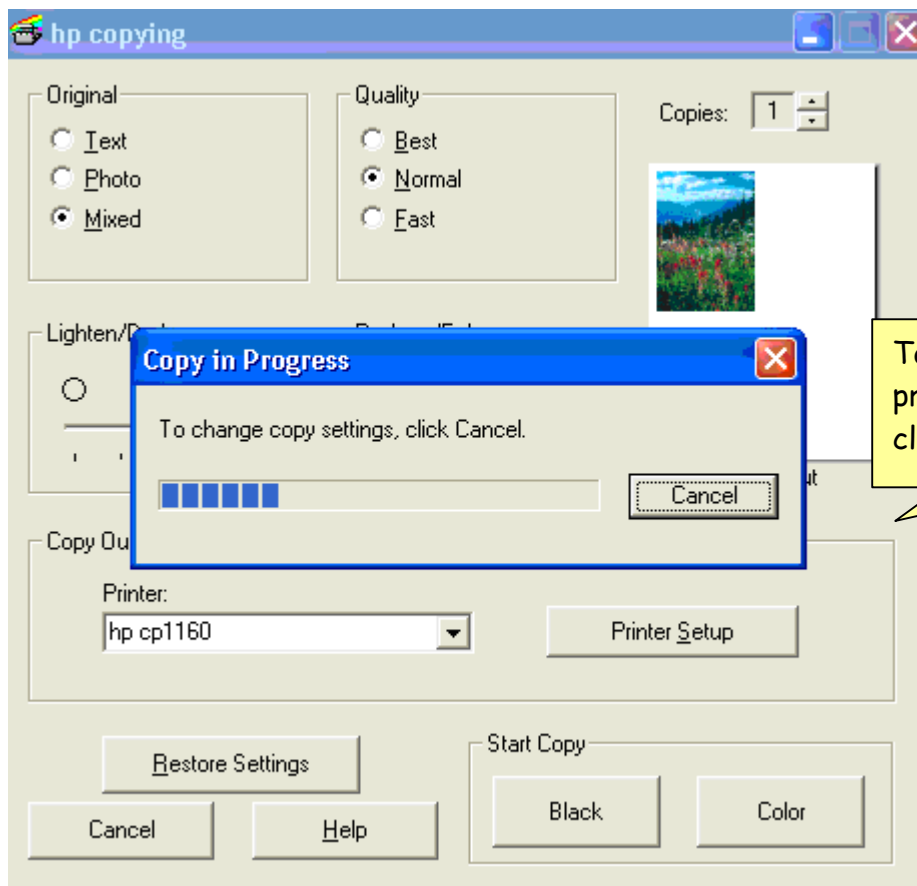 hp copying
Original
Text
Photo
Mixed
Quality
Best
Normal
Fast
Copies: 1
Lighten/
Copy in Progress
To change copy settings, click Cancel.
Cancel
Copy Ou
Printer:
hp cp1160
Printer Setup
Restore Settings
Cancel
Help
Start Copy
Black
Color